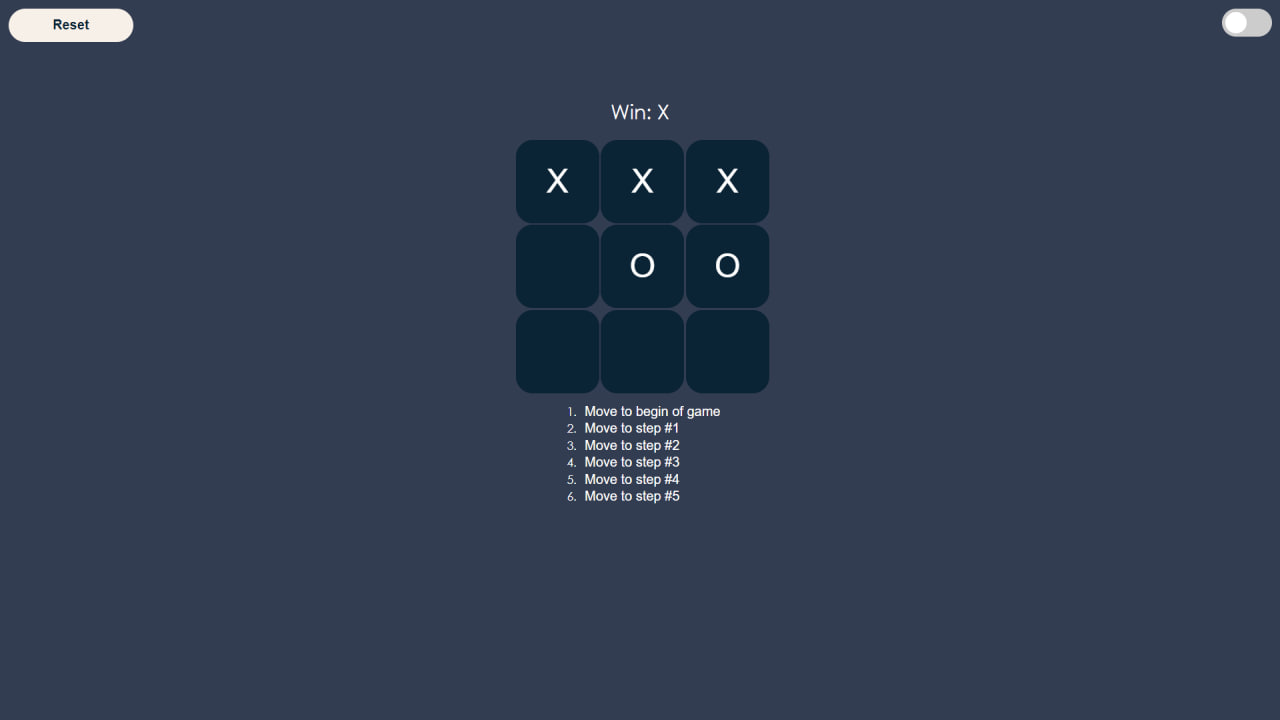 Reset
Win: X
X X X
O O
1. Move to begin of game
2. Move to step #1
3. Move to step #2
4. Move to step #3
5. Move to step #4
6. Move to step #5